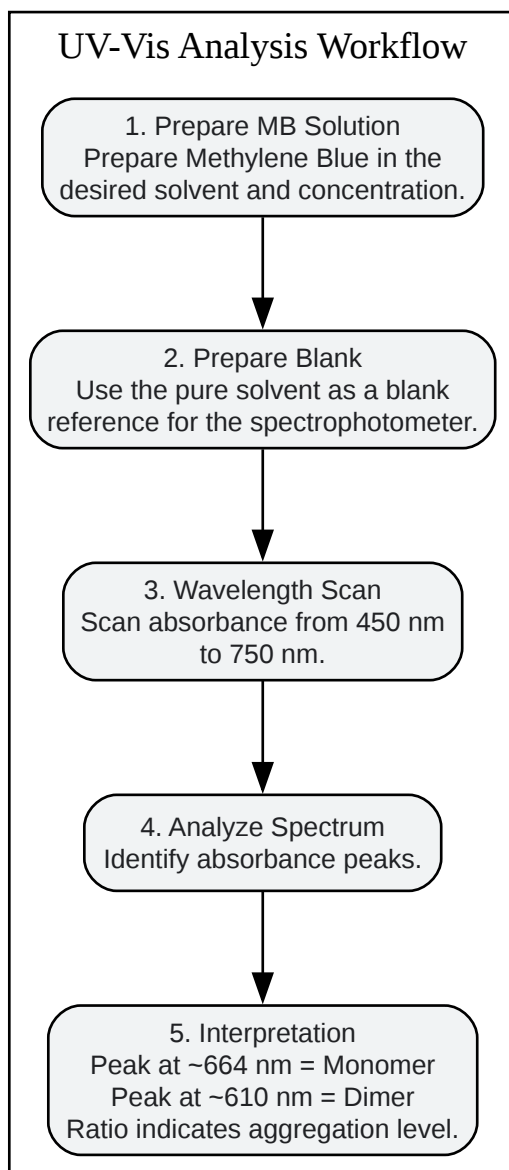 UV-Vis Analysis Workflow
1. Prepare MB Solution
Prepare Methylene Blue in the
desired solvent and concentration.
2. Prepare Blank
Use the pure solvent as a blank
reference for the spectrophotometer.
3. Wavelength Scan
Scan absorbance from 450 nm
to 750 nm.
4. Analyze Spectrum
Identify absorbance peaks.
5. Interpretation
Peak at ~664 nm = Monomer
Peak at ~610 nm = Dimer
Ratio indicates aggregation level.